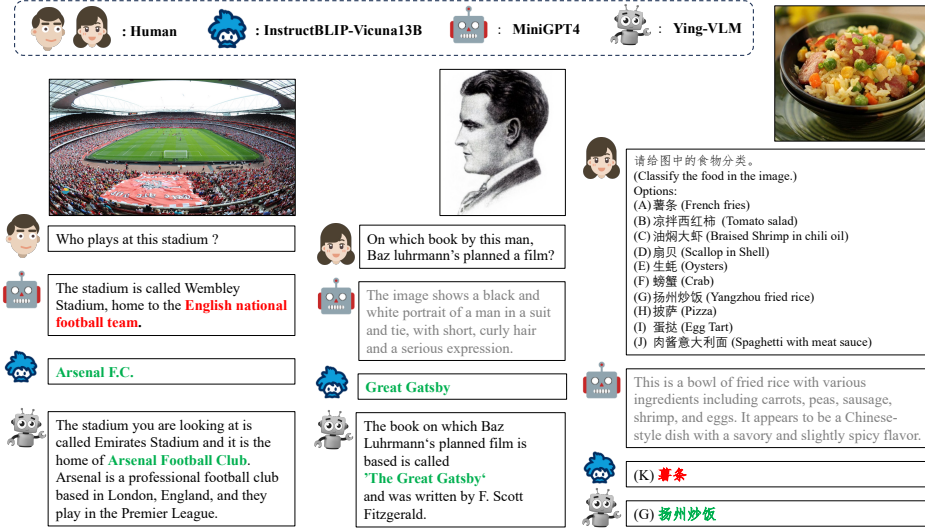 : Human
: InstructBLIP-Vicuna13B
: MiniGPT4
: Ying-VLM
Who plays at this stadium ?
The stadium is called Wembley
Stadium, home to the English national
football team.
Arsenal F.C.
The stadium you are looking at is
called Emirates Stadium and it is the
home of Arsenal Football Club.
Arsenal is a professional football club
based in London, England, and they
play in the Premier League.
On which book by this man,
Baz luhrmann's planned a film?
The image shows a black and
white portrait of a man in a suit
and tie, with short, curly hair
and a serious expression.
Great Gatsby
The book on which Baz
Luhrmann‘s planned film is
based is called
’The Great Gatsby‘
and was written by F. Scott
Fitzgerald.
请给图中的食物分类。
(Classify the food in the image.)
Options:
(A) 薯条 (French fries)
(B) 凉拌西红柿 (Tomato salad)
(C) 油焖大虾 (Braised Shrimp in chili oil)
(D) 扇贝 (Scallop in Shell)
(E) 生蚝 (Oysters)
(F) 螃蟹 (Crab)
(G) 扬州炒饭 (Yangzhou fried rice)
(H) 披萨 (Pizza)
(I) 蛋挞 (Egg Tart)
(J) 肉酱意大利面 (Spaghetti with meat sauce)
This is a bowl of fried rice with various
ingredients including carrots, peas, sausage,
shrimp, and eggs. It appears to be a Chinese-
style dish with a savory and slightly spicy flavor.
(K) 薯条
(G) 扬州炒饭